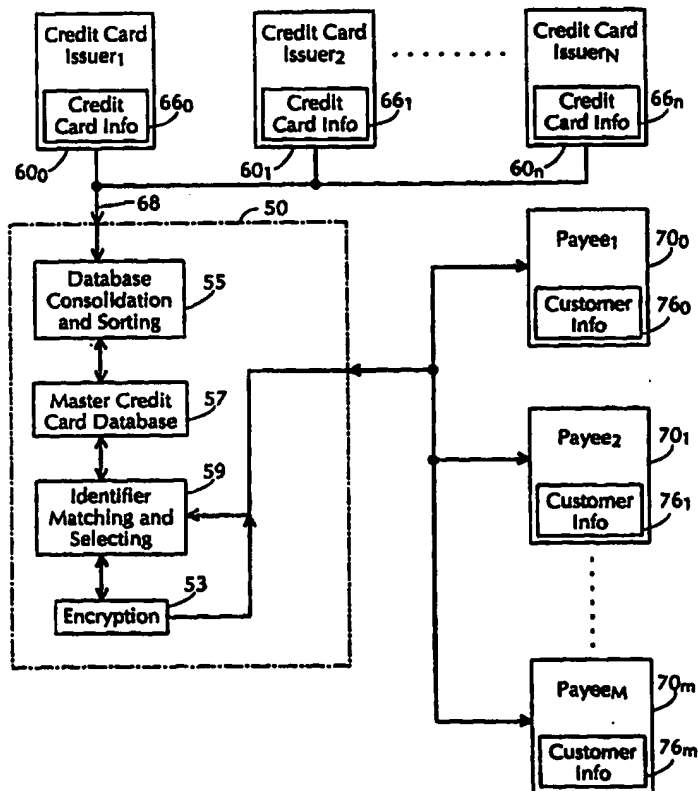 Credit Card
Issuer₁
Credit
Card Info
66₀
60₀
Credit Card
Issuer₂
Credit
Card Info
66₁
60₁
Credit Card
Issuer_N
Credit
Card Info
66ₙ
60ₙ
68
50
Database
Consolidation
and Sorting
55
Master Credit
Card Database
57
Identifier
Matching and
Selecting
59
Encryption
53
Payee₁
70₀
Customer
Info
76₀
Payee₂
70₁
Customer
Info
76₁
Payee_M
70ₘ
Customer
Info
76ₘ